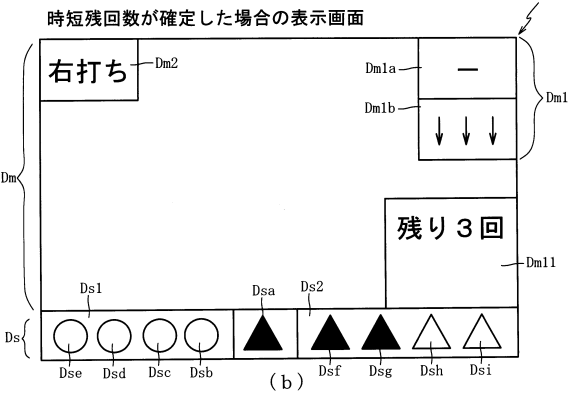 時短残回数が確定した場合の表示画面
右打ち
Dm2
Dm1a
－
Dm1b
↓ ↓ ↓
Dm1
Dm
残り３回
Dm11
Ds1
Dsa
Ds2
Ds
Dse
Dsd
Dsc
Dsb
Dsf
Dsg
Dsh
Dsi
(b)